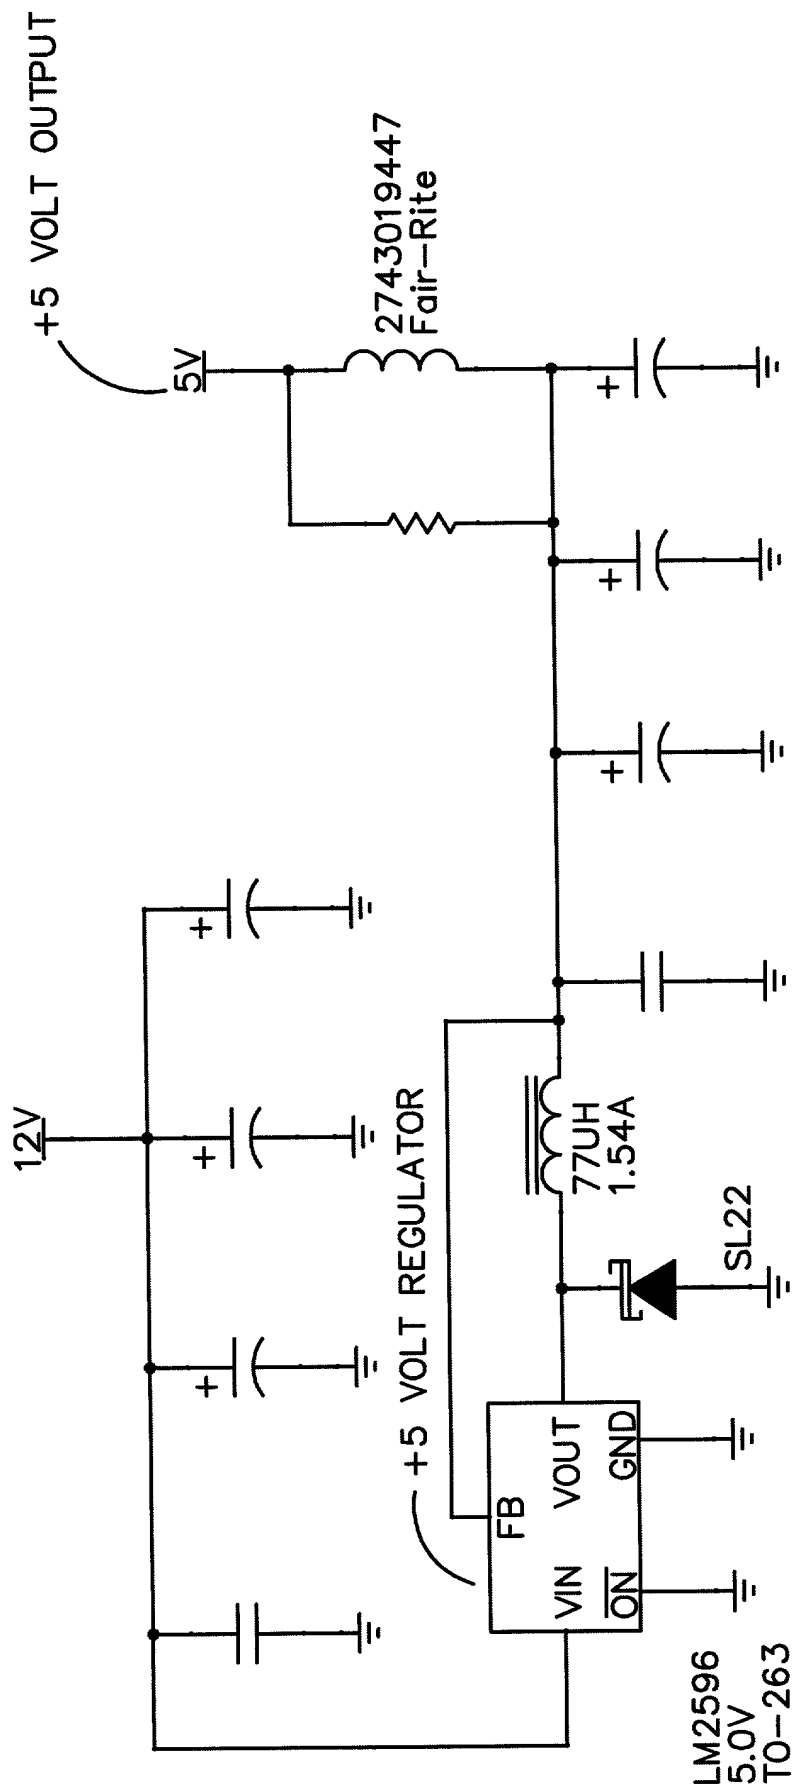 +5 VOLT OUTPUT
12V
5V
2743019447
Fair-Rite
+5 VOLT REGULATOR
FB
VIN
VOUT
ON
GND
77UH
1.54A
SL22
LM2596
5.0V
TO-263
+
+
+
+
+
+